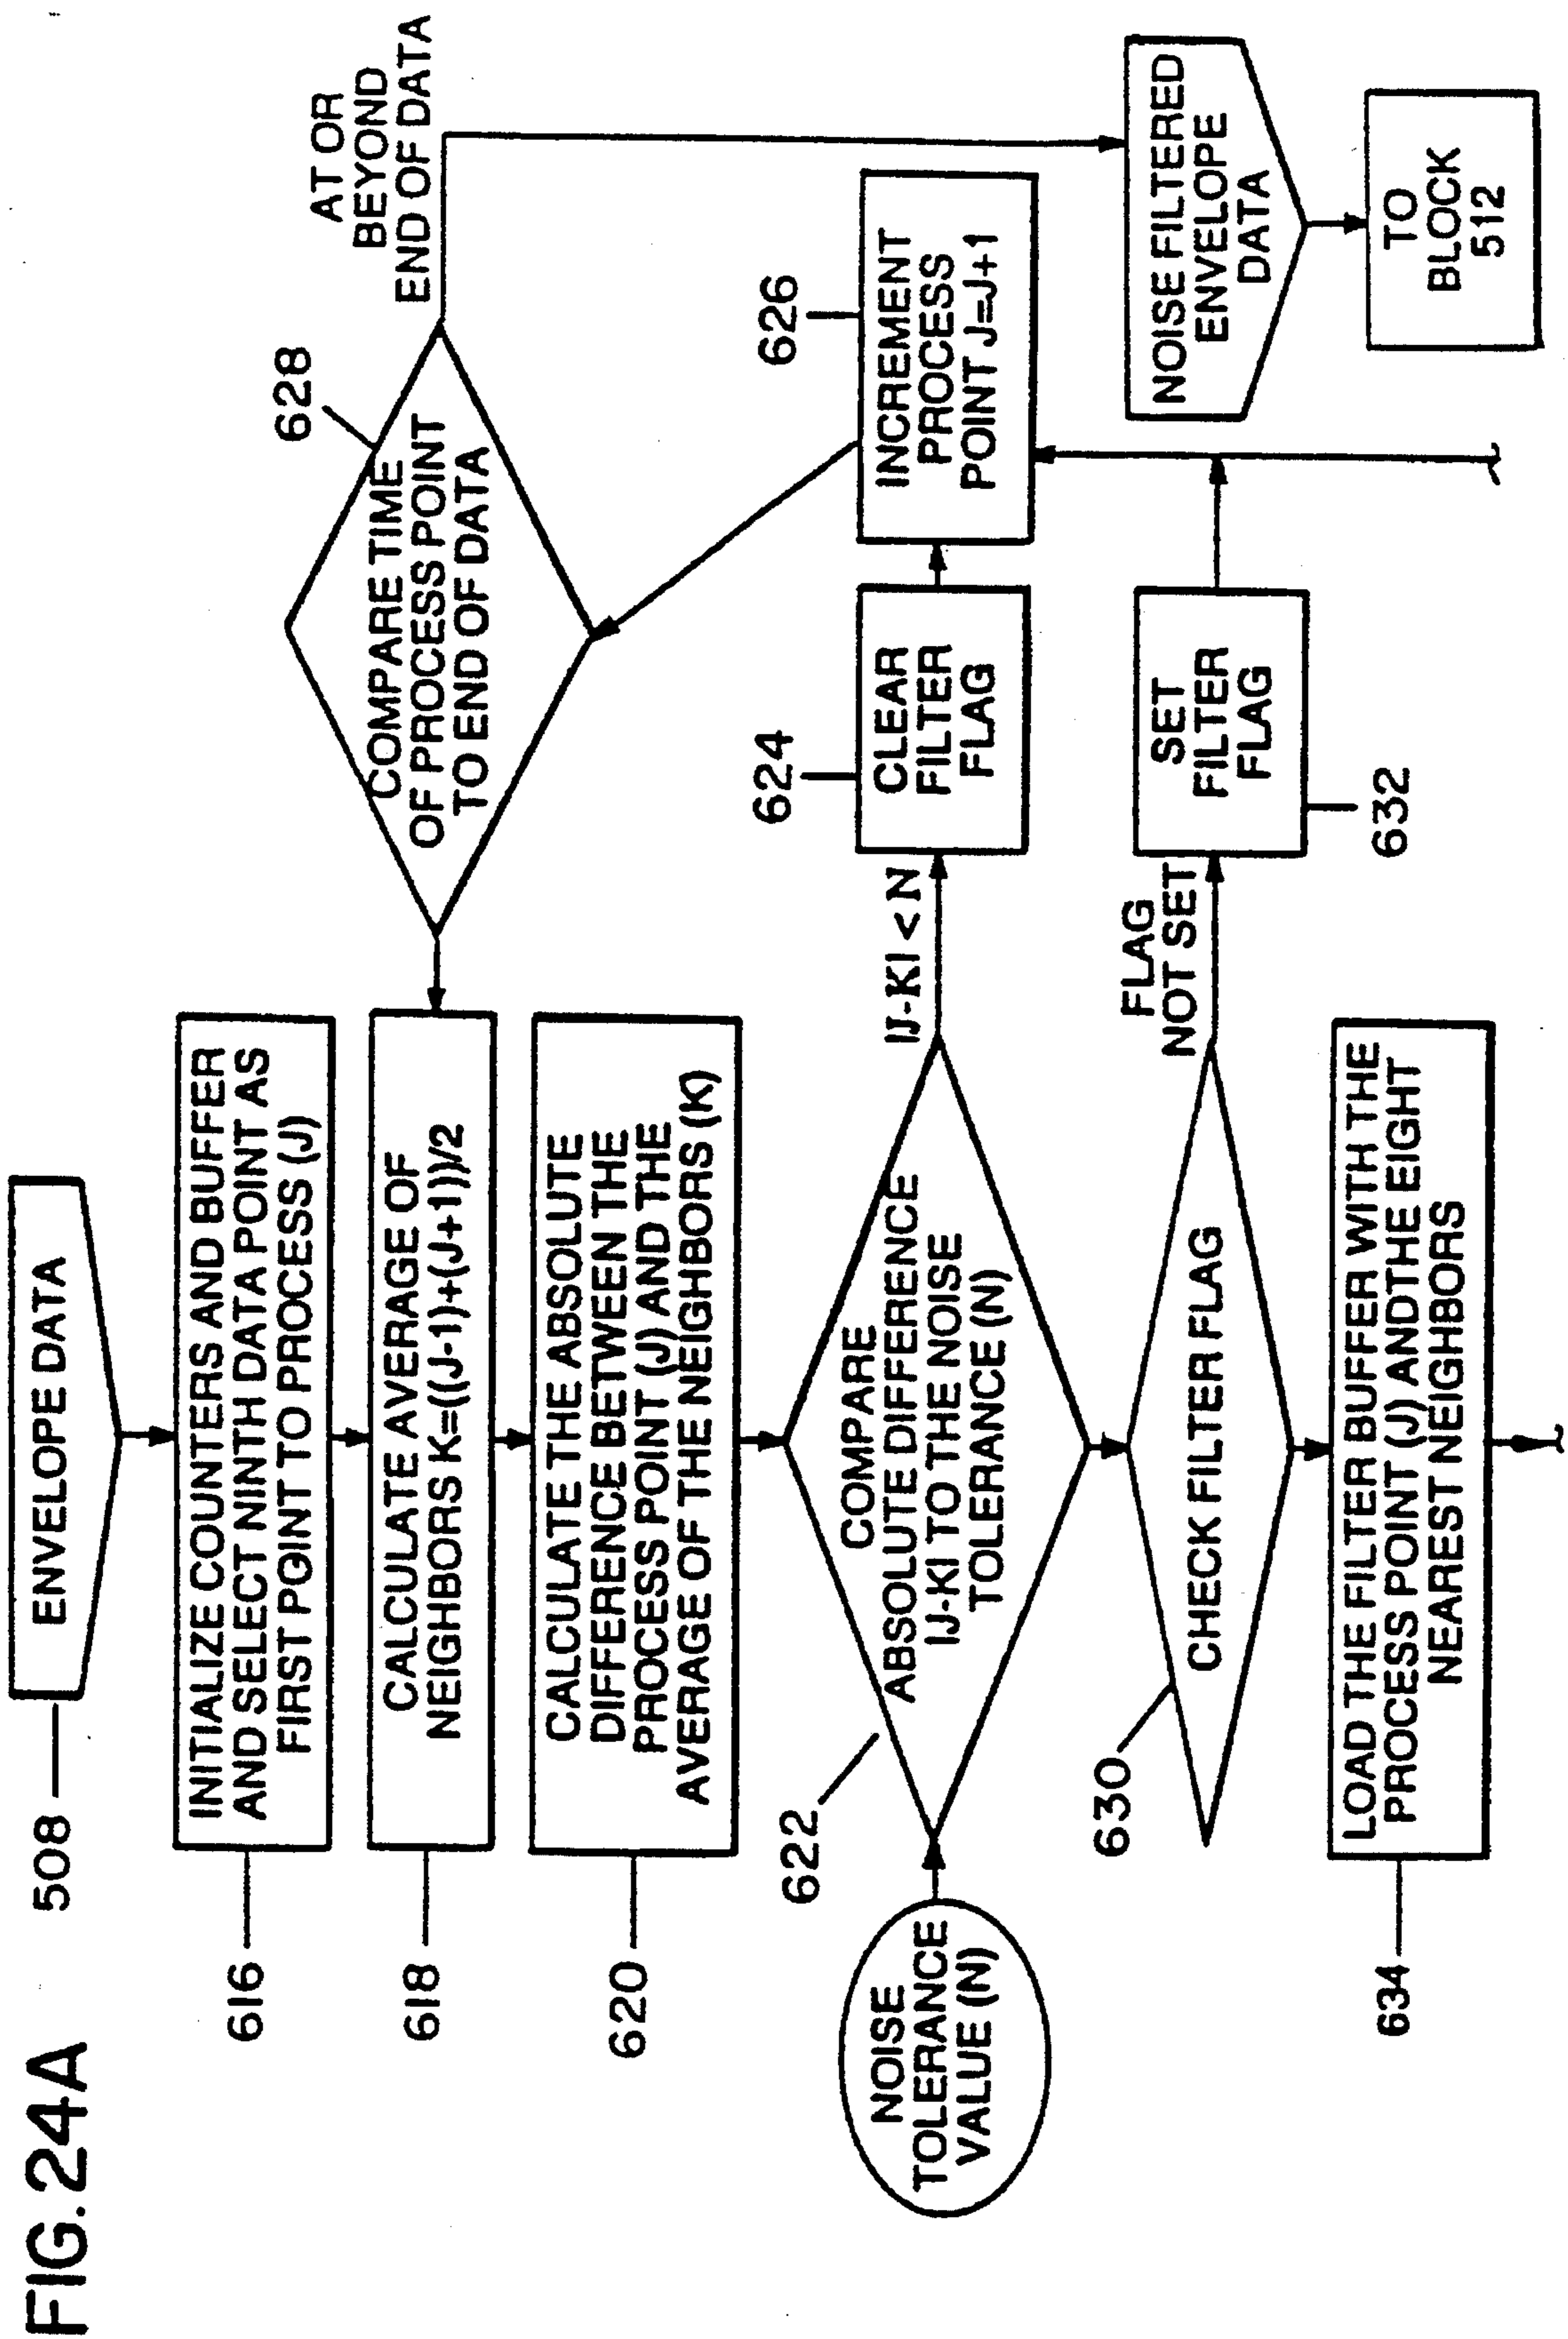 FIG.24A
508
ENVELOPE DATA
616
INITIALIZE COUNTERS AND BUFFER
AND SELECT NINTH DATA POINT AS
FIRST POINT TO PROCESS (J)
618
CALCULATE AVERAGE OF
NEIGHBORS K=((J-1)+(J+1))/2
620
CALCULATE THE ABSOLUTE
DIFFERENCE BETWEEN THE
PROCESS POINT (J) AND THE
AVERAGE OF THE NEIGHBORS (K)
628
COMPARE TIME
OF PROCESS POINT
TO END OF DATA
AT OR
BEYOND
END OF DATA
NOISE
TOLERANCE
VALUE (N)
622
COMPARE
ABSOLUTE DIFFERENCE
IJ-KI TO THE NOISE
TOLERANCE (N)
IJ-KI < N
624
CLEAR
FILTER
FLAG
626
INCREMENT
PROCESS
POINT J=J+1
630
CHECK FILTER FLAG
FLAG
NOT SET
SET
FILTER
FLAG
632
NOISE FILTERED
ENVELOPE
DATA
634
LOAD THE FILTER BUFFER WITH THE
PROCESS POINT (J) ANDTHE EIGHT
NEAREST NEIGHBORS
TO
BLOCK
512